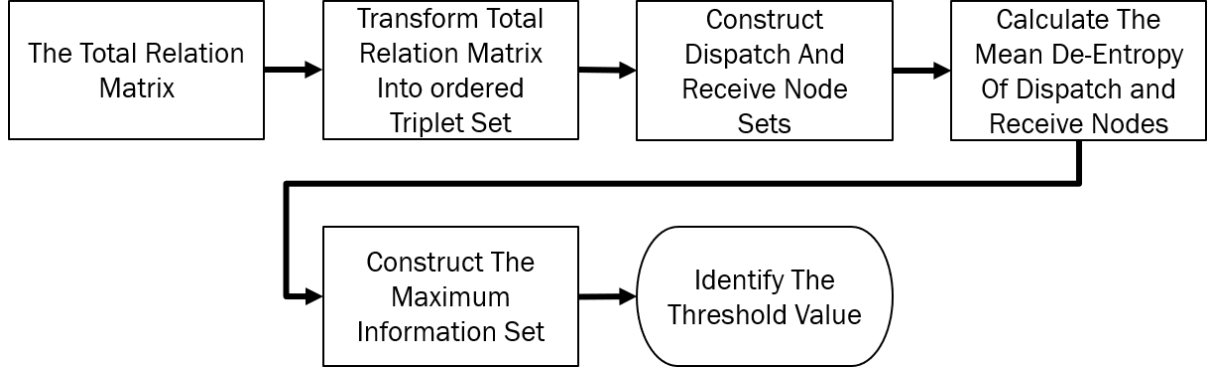 The Total Relation
Matrix
Transform Total
Relation Matrix
Into ordered
Triplet Set
Construct
Dispatch And
Receive Node
Sets
Calculate The
Mean De-Entropy
Of Dispatch and
Receive Nodes
Construct The
Maximum
Information Set
Identify The
Threshold Value